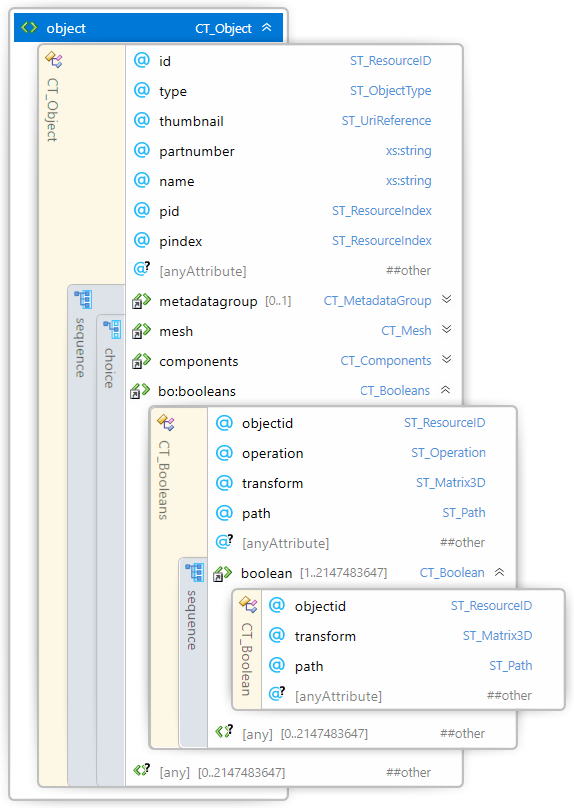 object CT_Object
CT_Object
@ id ST_ResourceID
@ type ST_ObjectType
@ thumbnail ST_UriReference
@ partnumber xs:string
@ name xs:string
@ pid ST_ResourceIndex
@ pindex ST_ResourceIndex
@? [anyAttribute] ##other
sequence
choice
metadatagroup [0..1] CT_MetadataGroup
mesh CT_Mesh
components CT_Components
bo:booleans CT_Booleans
CT_Booleans
@ objectid ST_ResourceID
@ operation ST_Operation
@ transform ST_Matrix3D
@ path ST_Path
@? [anyAttribute] ##other
sequence
boolean [1..2147483647] CT_Boolean
CT_Boolean
@ objectid ST_ResourceID
@ transform ST_Matrix3D
@ path ST_Path
@? [anyAttribute] ##other
<>? [any] [0..2147483647] ##other
<>? [any] [0..2147483647] ##other